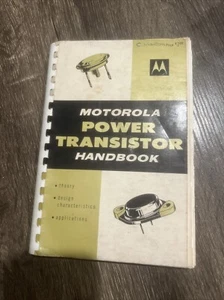 MOTOROLA
POWER
TRANSISTOR
HANDBOOK
• theory
• design
characteristics
• applications